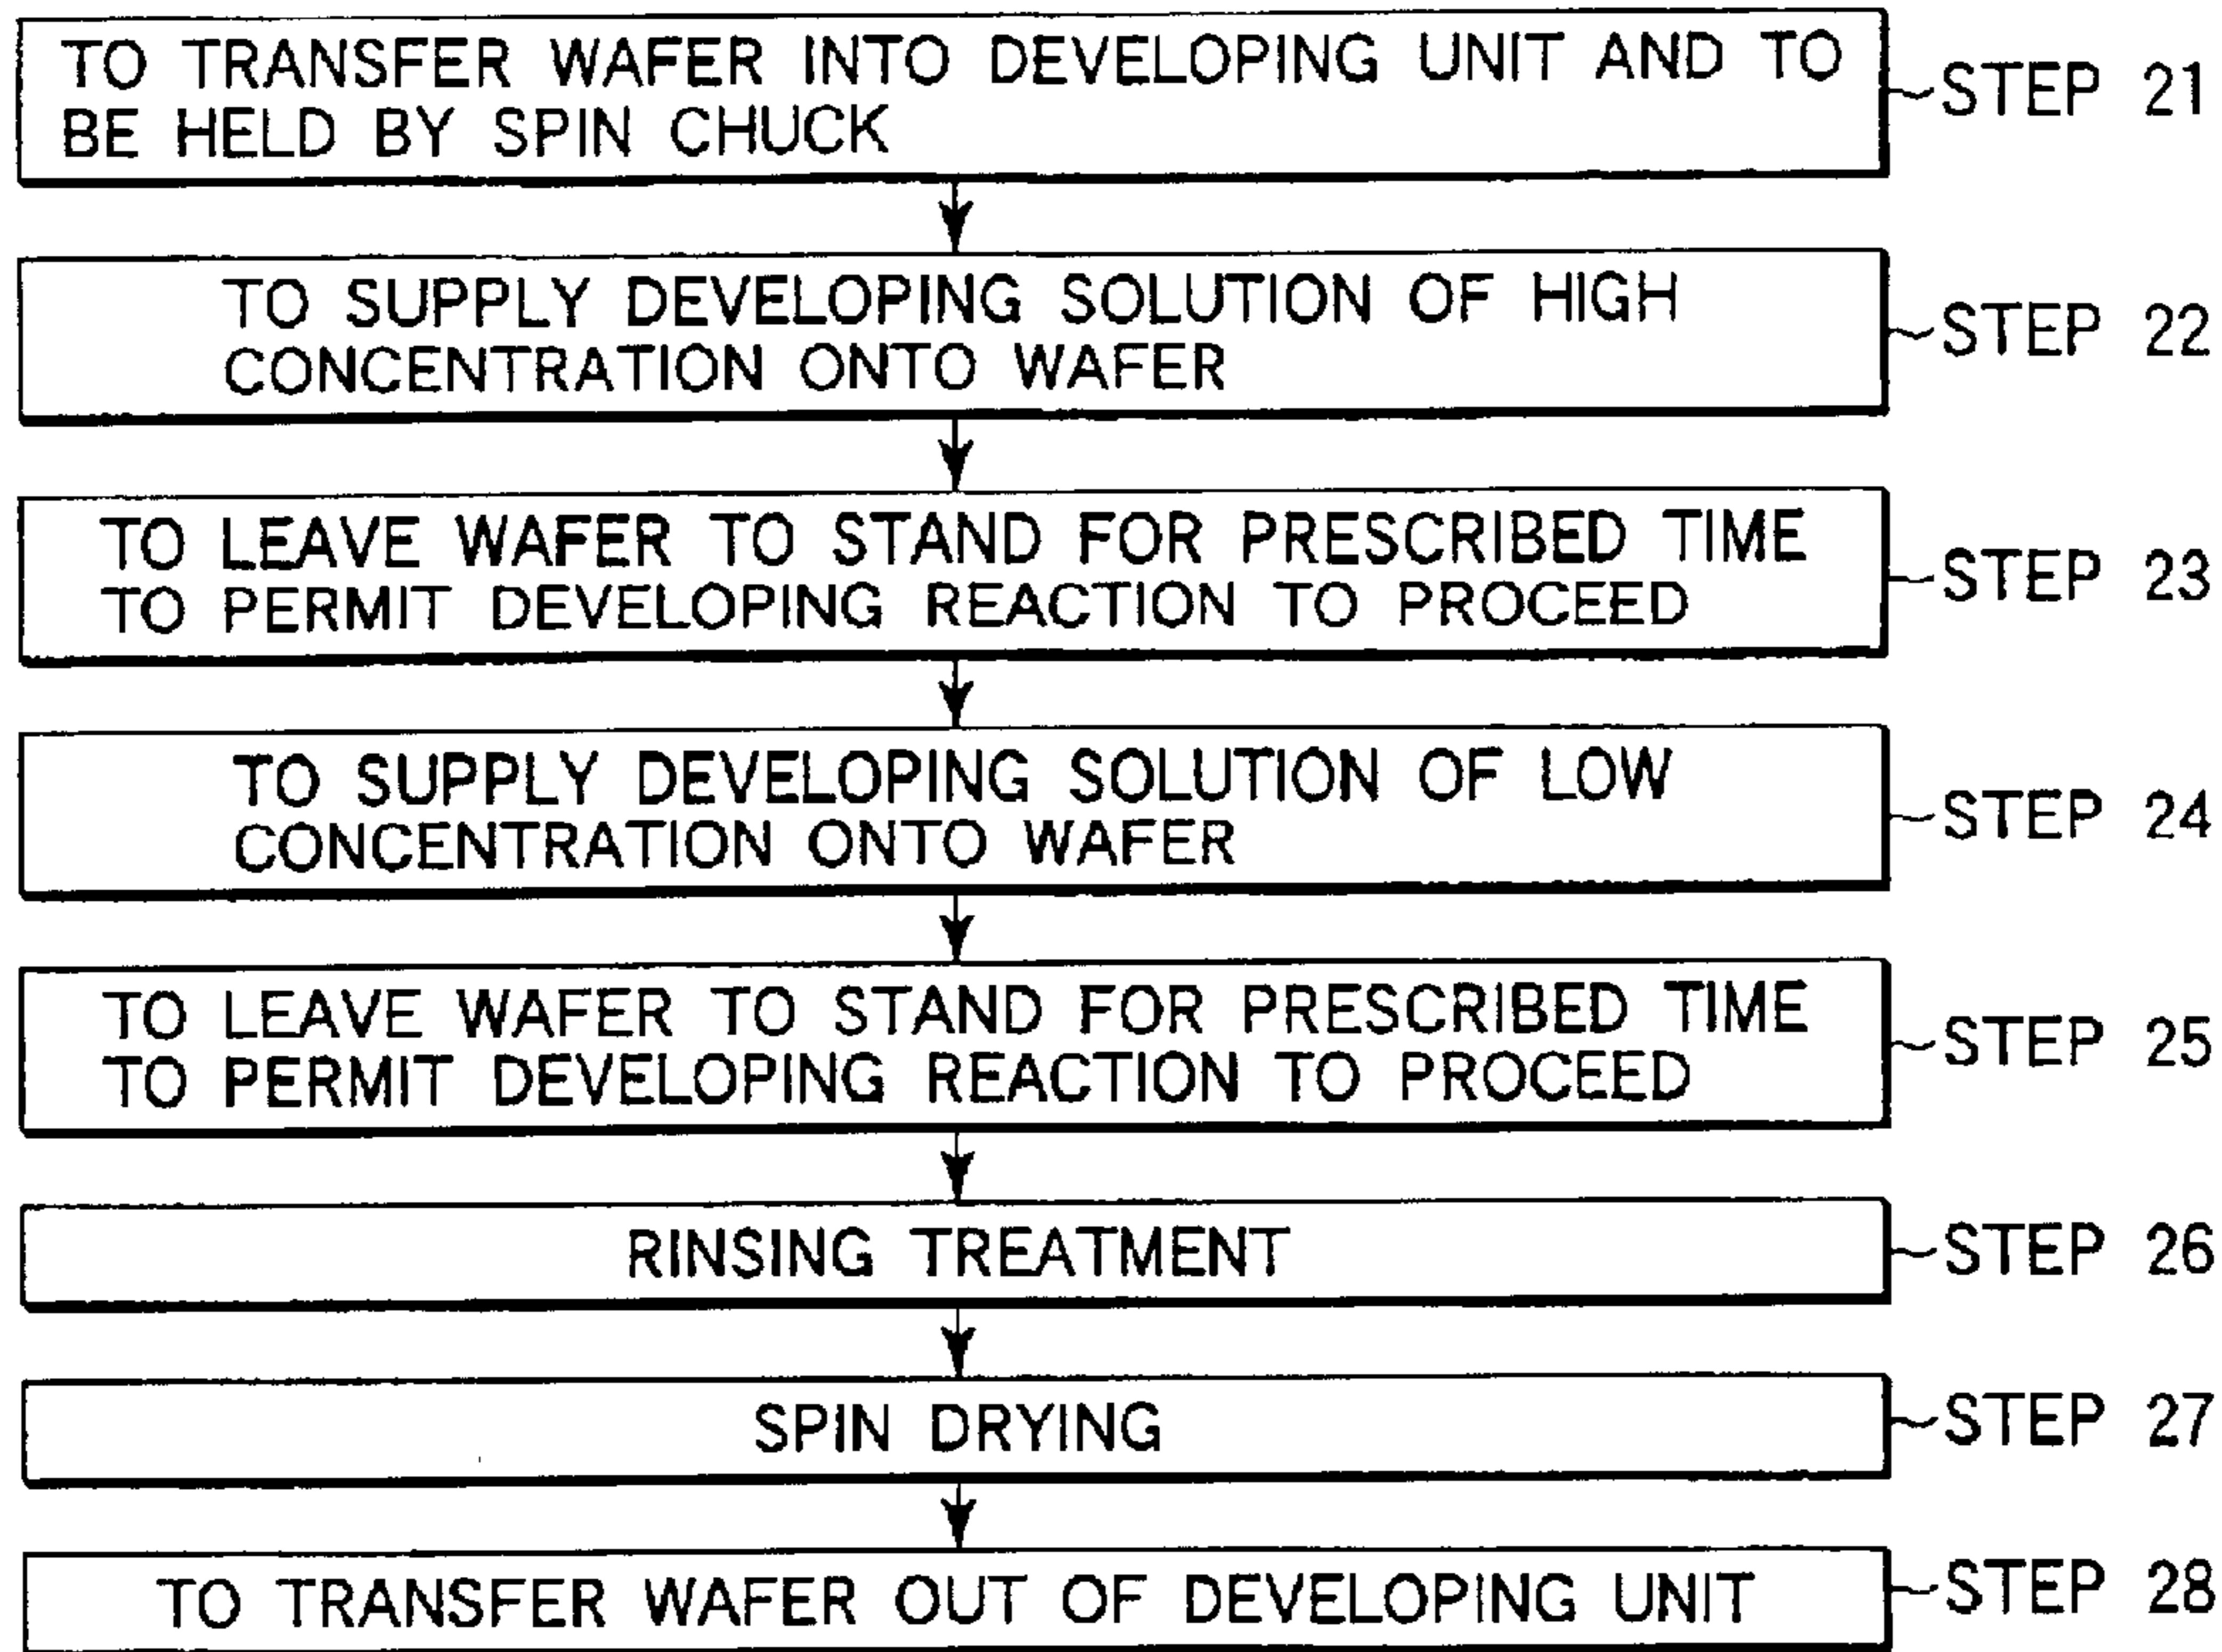 TO TRANSFER WAFER INTO DEVELOPING UNIT AND TO
BE HELD BY SPIN CHUCK
STEP 21
TO SUPPLY DEVELOPING SOLUTION OF HIGH
CONCENTRATION ONTO WAFER
STEP 22
TO LEAVE WAFER TO STAND FOR PRESCRIBED TIME
TO PERMIT DEVELOPING REACTION TO PROCEED
STEP 23
TO SUPPLY DEVELOPING SOLUTION OF LOW
CONCENTRATION ONTO WAFER
STEP 24
TO LEAVE WAFER TO STAND FOR PRESCRIBED TIME
TO PERMIT DEVELOPING REACTION TO PROCEED
STEP 25
RINSING TREATMENT
STEP 26
SPIN DRYING
STEP 27
TO TRANSFER WAFER OUT OF DEVELOPING UNIT
STEP 28